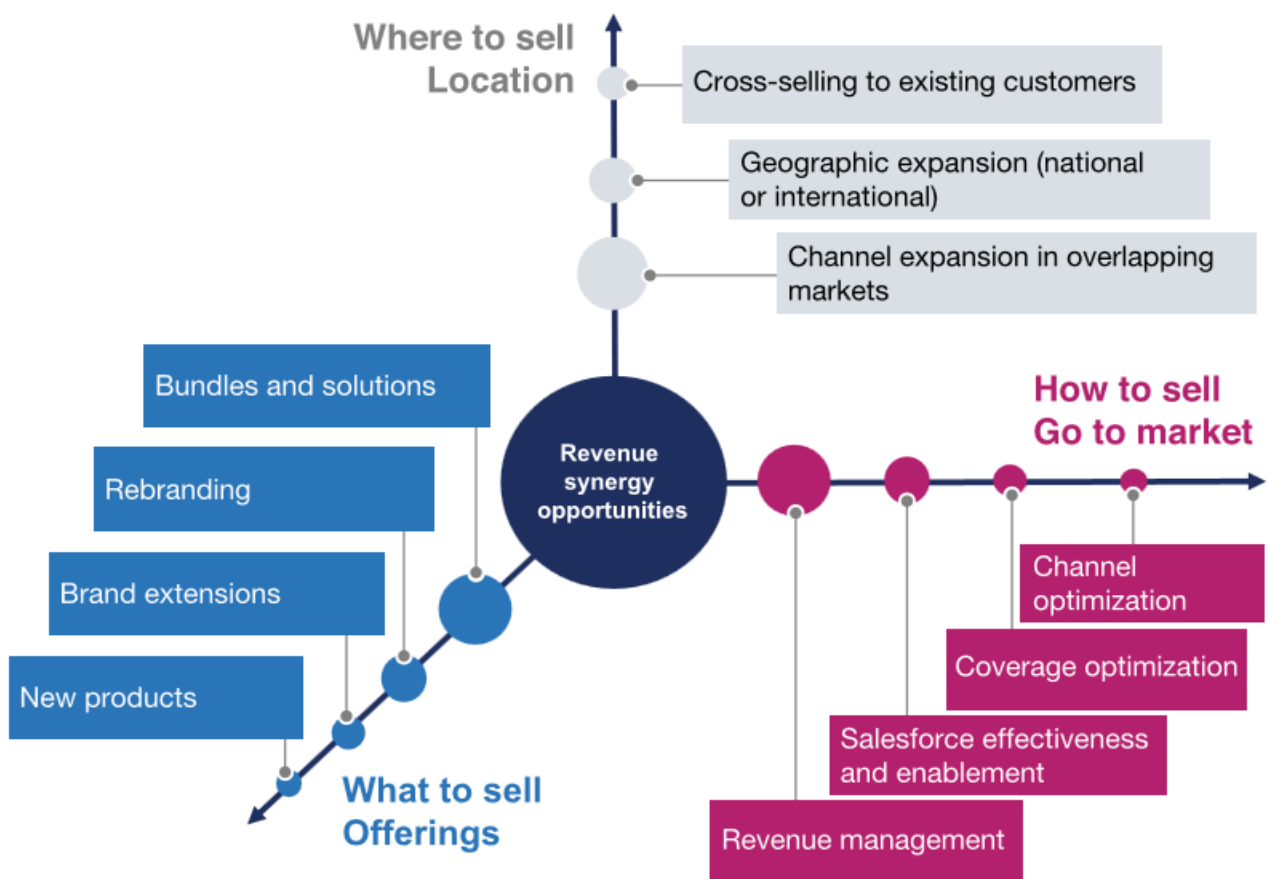 Where to sell
Location
Cross-selling to existing customers
Geographic expansion (national
or international)
Channel expansion in overlapping
markets
Bundles and solutions
Rebranding
Brand extensions
New products
What to sell
Offerings
Revenue
synergy
opportunities
How to sell
Go to market
Channel
optimization
Coverage optimization
Salesforce effectiveness
and enablement
Revenue management